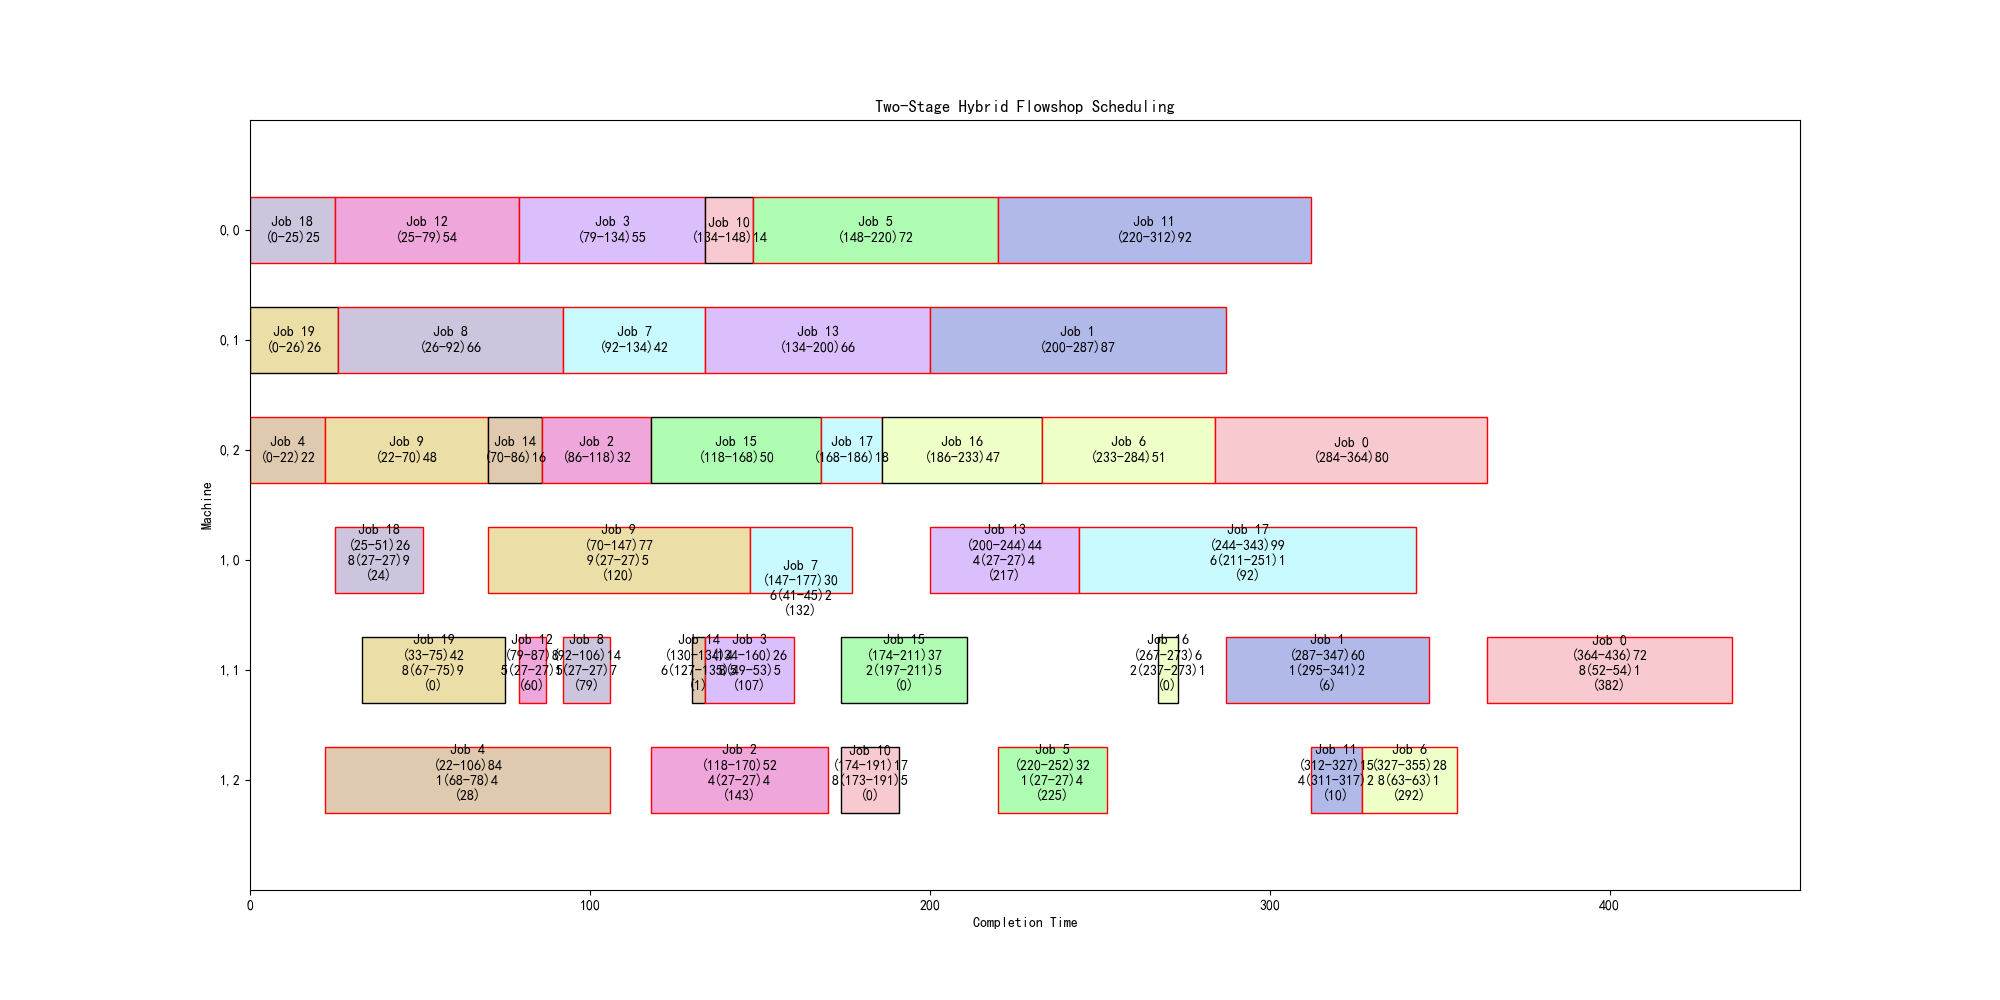 Two-Stage Hybrid Flowshop Scheduling
Machine
0,0
Job 18
(0-25)25
Job 12
(25-79)54
Job 3
(79-134)55
Job 10
(134-148)14
Job 5
(148-220)72
Job 11
(220-312)92
0,1
Job 19
(0-26)26
Job 8
(26-92)66
Job 7
(92-134)42
Job 13
(134-200)66
Job 1
(200-287)87
0,2
Job 4
(0-22)22
Job 9
(22-70)48
Job 14
(70-86)16
Job 2
(86-118)32
Job 15
(118-168)50
Job 17
(168-186)18
Job 16
(186-233)47
Job 6
(233-284)51
Job 0
(284-364)80
1,0
Job 18
(25-51)26
8(27-27)9
(24)
Job 9
(70-147)77
9(27-27)5
(120)
Job 7
(147-177)30
6(41-45)2
(132)
Job 13
(200-244)44
4(27-27)4
(217)
Job 17
(244-343)99
6(211-251)1
(92)
1,1
Job 19
(33-75)42
8(67-75)9
(0)
Job 12
(79-87)8
5(27-27)5
(60)
Job 8
(92-106)14
(27-27)7
(79)
Job 14
(130-134)4
6(127-135)5
(1)
Job 3
(134-160)26
8(49-53)5
(107)
Job 15
(174-211)37
2(197-211)5
(0)
Job 16
(267-273)6
2(237-273)1
(0)
Job 1
(287-347)60
1(295-341)2
(6)
Job 0
(364-436)72
8(52-54)1
(382)
1,2
Job 4
(22-106)84
1(68-78)4
(28)
Job 2
(118-170)52
4(27-27)4
(143)
Job 10
(174-191)17
8(173-191)5
(0)
Job 5
(220-252)32
1(27-27)4
(225)
Job 11
(312-327)15
4(311-317)2
(10)
Job 6
(327-355)28
8(63-63)1
(292)
0
100
200
300
400
Completion Time